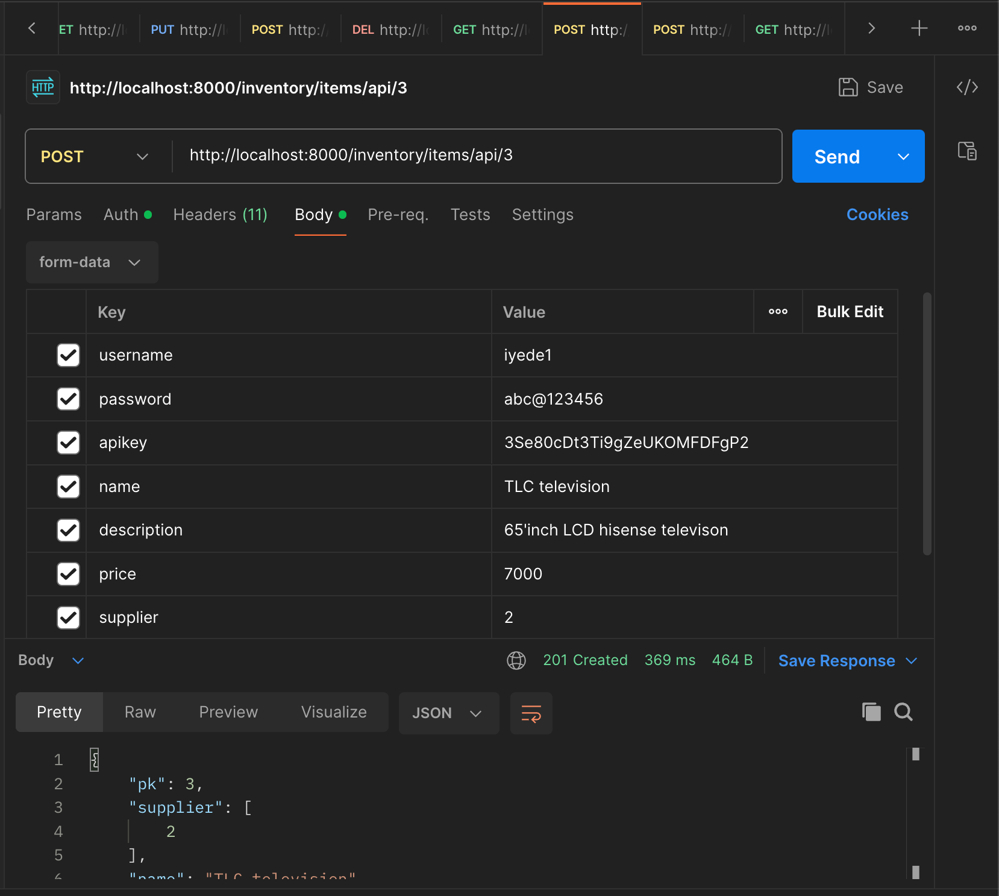 ET http://l PUT http://l POST http:/ DEL http://l GET http://l POST http:/ POST http:// GET http://l
HTTP http://localhost:8000/inventory/items/api/3 Save </>
POST http://localhost:8000/inventory/items/api/3 Send
Params Auth Headers (11) Body Pre-req. Tests Settings Cookies
form-data
Key Value Bulk Edit
username iyede1
password abc@123456
apikey 3Se80cDt3Ti9gZeUKOMFDFgP2
name TLC television
description 65'inch LCD hisense televison
price 7000
supplier 2
Body 201 Created 369 ms 464 B Save Response
Pretty Raw Preview Visualize JSON
1 {
2 "pk": 3,
3 "supplier": [
4 2
5 ],
6 "name": "TLC television"